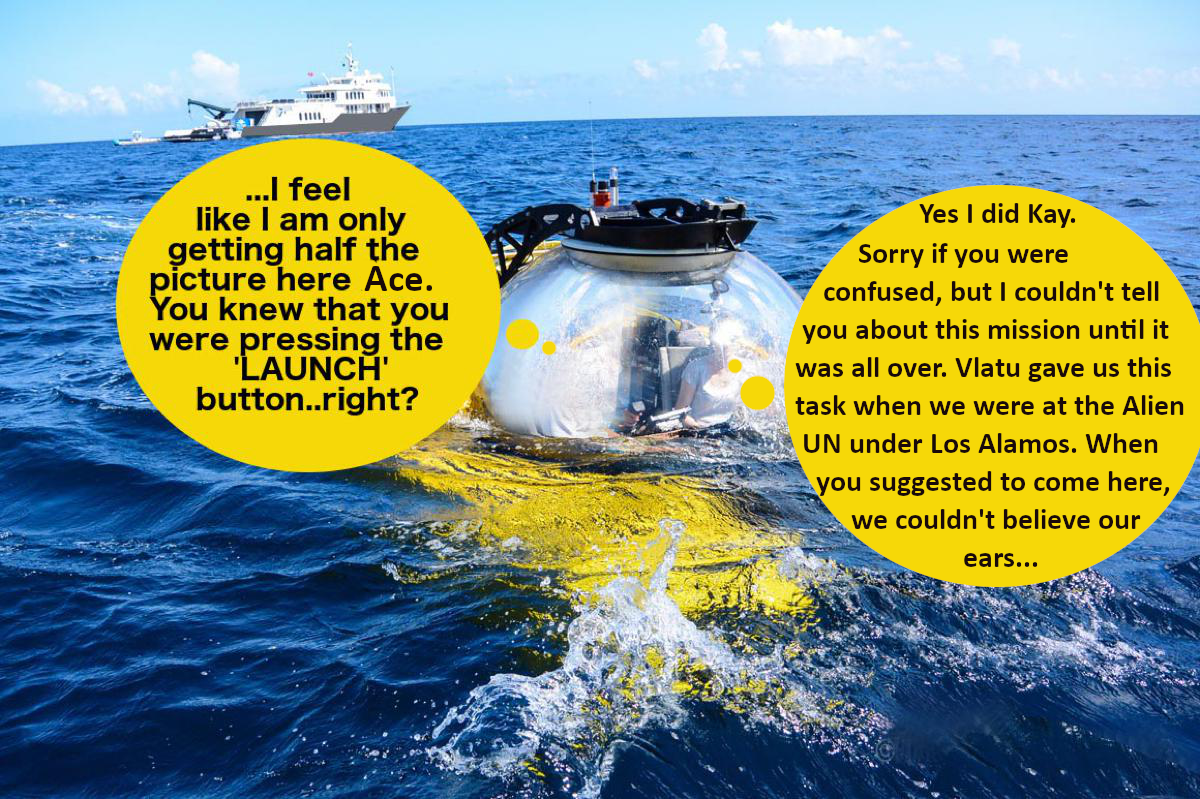 ...I feel
like I am only
getting half the
picture here Ace.
You knew that you
were pressing the
'LAUNCH'
button..right?
Yes I did Kay.
Sorry if you were
confused, but I couldn't tell
you about this mission until it
was all over. Vlatu gave us this
task when we were at the Alien
UN under Los Alamos. When
you suggested to come here,
we couldn't believe our
ears...